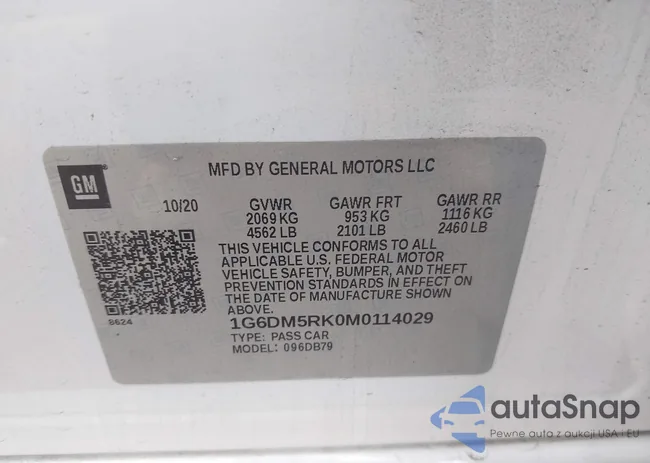 GM
MFD BY GENERAL MOTORS LLC
10/20 GVWR GAWR FRT GAWR RR
2069 KG 953 KG 1116 KG
4562 LB 2101 LB 2460 LB
THIS VEHICLE CONFORMS TO ALL
APPLICABLE U.S. FEDERAL MOTOR
VEHICLE SAFETY, BUMPER, AND THEFT
PREVENTION STANDARDS IN EFFECT ON
THE DATE OF MANUFACTURE SHOWN
ABOVE.
8624
1G6DM5RK0M0114029
TYPE: PASS CAR
MODEL: 096DB79
autaSnap
Pewne auta z aukcji USA i EU